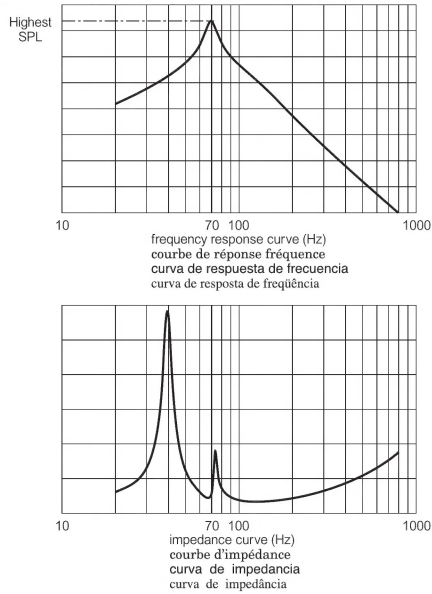 Highest
SPL
10 70 100 1000
frequency response curve (Hz)
courbe de réponse fréquence
curva de respuesta de frecuencia
curva de resposta de freqüência
10 70 100 1000
impedance curve (Hz)
courbe d'impédance
curva de impedancia
curva de impedância